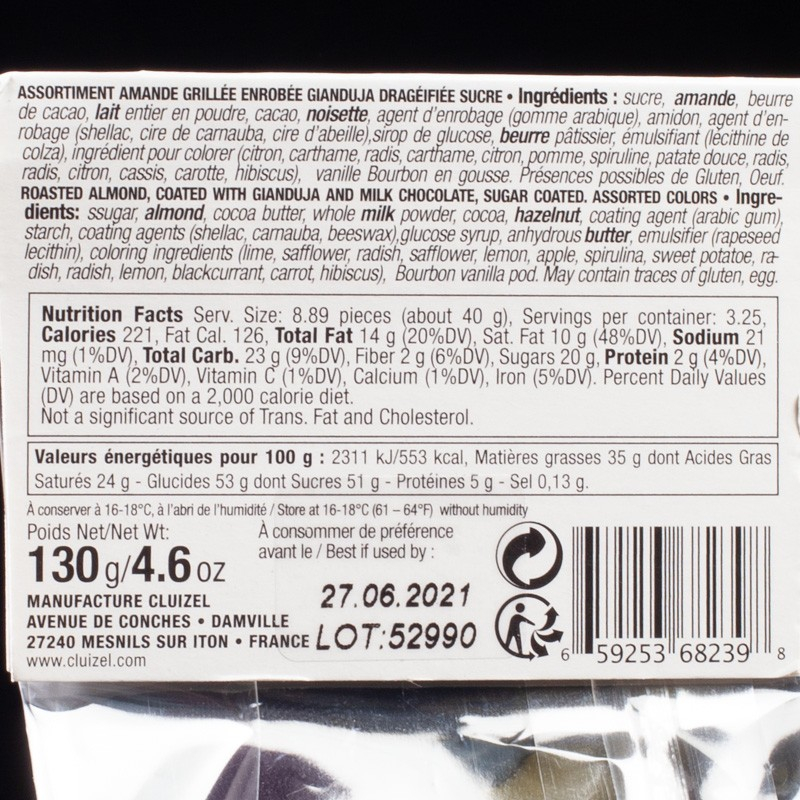 ASSORTIMENT AMANDE GRILLÉE ENROBÉE GIANDUJA DRAGÉIFIÉE SUCRE • Ingrédients : sucre, amande, beurre
de cacao, lait entier en poudre, cacao, noisette, agent d'enrobage (gomme arabique), amidon, agent d'en-
robage (shellac, cire de carnauba, cire d'abeille),sirop de glucose, beurre pâtissier, émulsifiant (lécithine de
colza), ingrédient pour colorer (citron, carthame, radis, carthame, citron, pomme, spiruline, patate douce, radis,
radis, citron, cassis, carotte, hibiscus), vanille Bourbon en gousse. Présences possibles de Gluten, Oeuf.
ROASTED ALMOND, COATED WITH GIANDUJA AND MILK CHOCOLATE, SUGAR COATED. ASSORTED COLORS • Ingre-
dients: ssugar, almond, cocoa butter, whole milk powder, cocoa, hazelnut, coating agent (arabic gum),
starch, coating agents (shellac, carnauba, beeswax),glucose syrup, anhydrous butter, emulsifier (rapeseed
lecithin), coloring ingredients (lime, safflower, radish, safflower, lemon, apple, spirulina, sweet potatoe, ra-
dish, radish, lemon, blackcurrant, carrot, hibiscus), Bourbon vanilla pod. May contain traces of gluten, egg.
Nutrition Facts Serv. Size: 8.89 pieces (about 40 g), Servings per container: 3.25,
Calories 221, Fat Cal. 126, Total Fat 14 g (20%DV), Sat. Fat 10 g (48%DV), Sodium 21
mg (1%DV), Total Carb. 23 g (9%DV), Fiber 2 g (6%DV), Sugars 20 g, Protein 2 g (4%DV),
Vitamin A (2%DV), Vitamin C (1%DV), Calcium (1%DV), Iron (5%DV). Percent Daily Values
(DV) are based on a 2,000 calorie diet.
Not a significant source of Trans. Fat and Cholesterol.
Valeurs énergétiques pour 100 g : 2311 kJ/553 kcal, Matières grasses 35 g dont Acides Gras
Saturés 24 g - Glucides 53 g dont Sucres 51 g - Protéines 5 g - Sel 0,13 g.
À conserver à 16-18°C, à l'abri de l'humidité / Store at 16-18°C (61 – 64°F) without humidity
Poids Net/Net Wt:
130 g/4.6 oz
À consommer de préférence
avant le / Best if used by :
27.06.2021
LOT:52990
MANUFACTURE CLUIZEL
AVENUE DE CONCHES • DAMVILLE
27240 MESNILS SUR ITON • FRANCE
www.cluizel.com
6 59253 68239 8